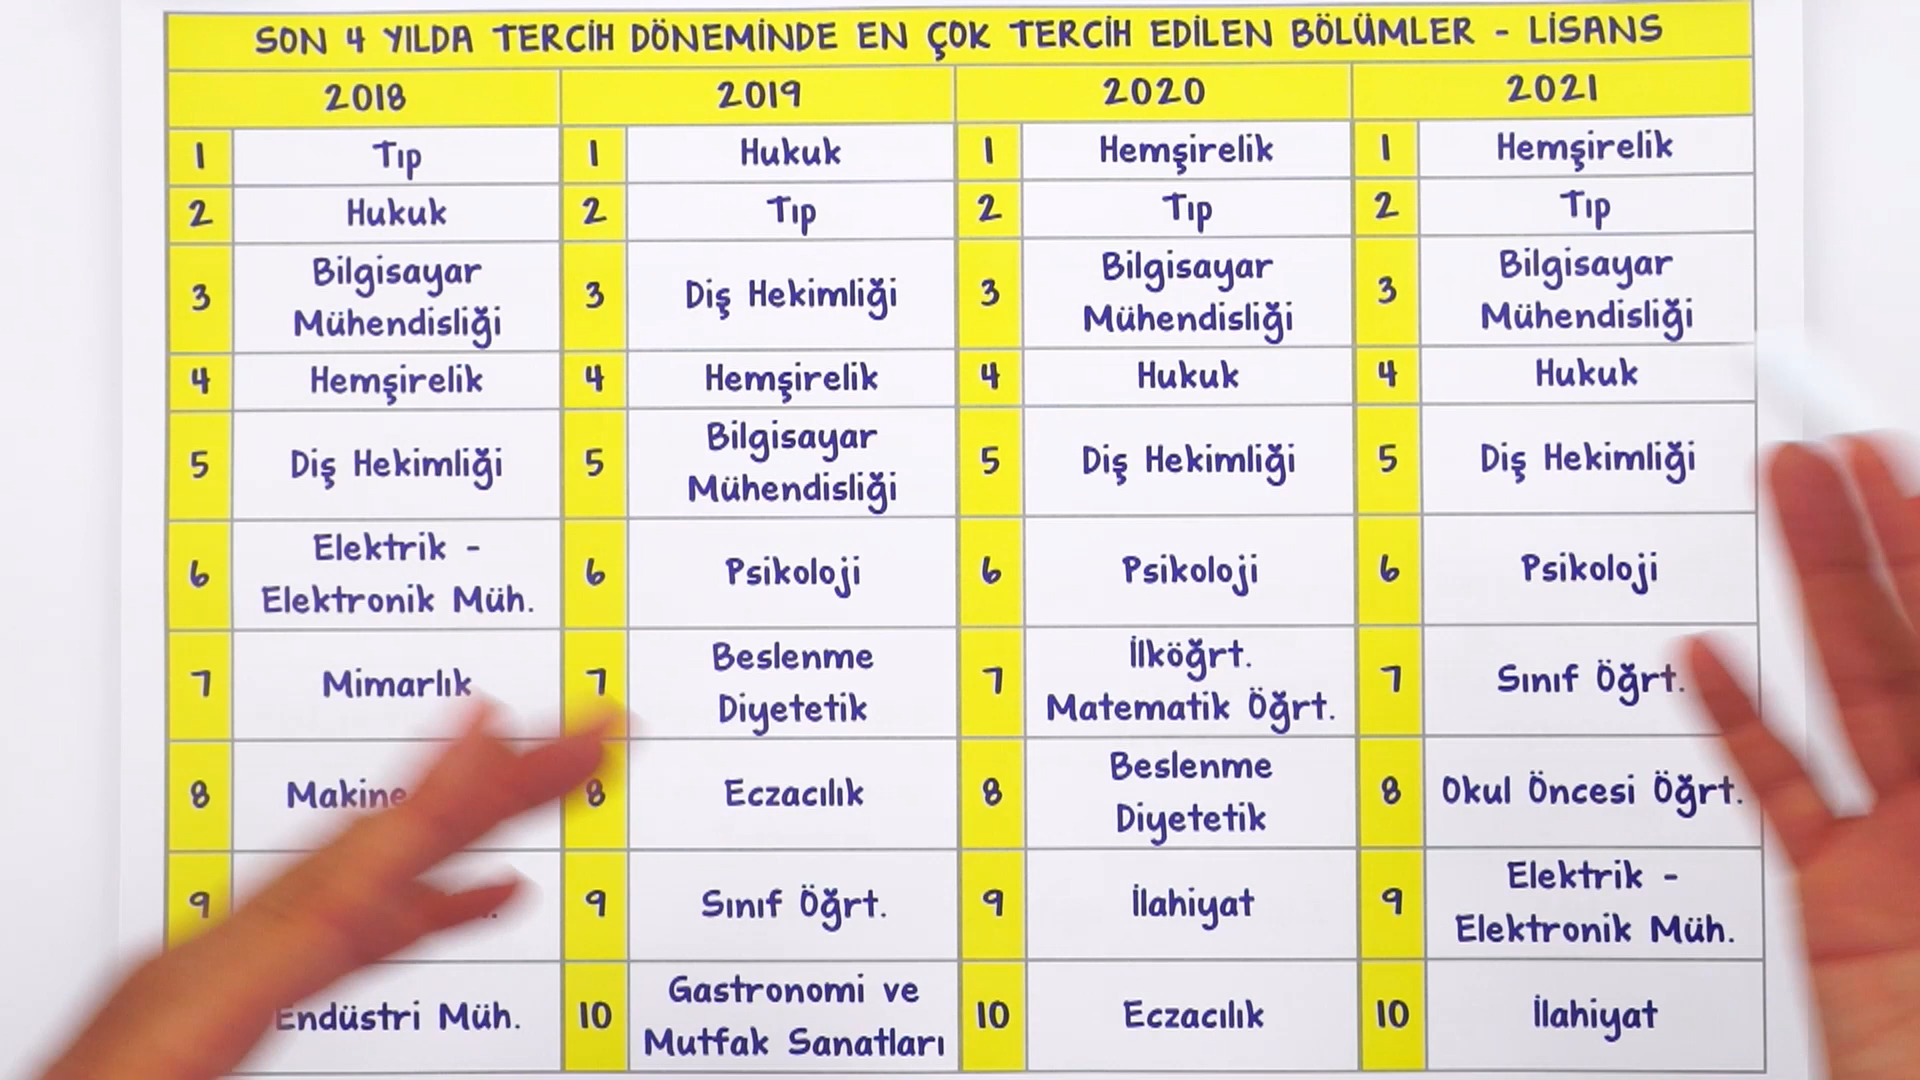 SON 4 YILDA TERCİH DÖNEMİNDE EN ÇOK TERCİH EDİLEN BÖLÜMLER - LİSANS
2018 2019 2020 2021
1 Tıp 1 Hukuk 1 Hemşirelik 1 Hemşirelik
2 Hukuk 2 Tıp 2 Tıp 2 Tıp
3 Bilgisayar
Mühendisliği 3 Diş Hekimliği 3 Bilgisayar
Mühendisliği 3 Bilgisayar
Mühendisliği
4 Hemşirelik 4 Hemşirelik 4 Hukuk 4 Hukuk
5 Diş Hekimliği 5 Bilgisayar
Mühendisliği 5 Diş Hekimliği 5 Diş Hekimliği
6 Elektrik -
Elektronik Müh. 6 Psikoloji 6 Psikoloji 6 Psikoloji
7 Mimarlık 7 Beslenme
Diyetetik 7 İlköğrt.
Matematik Öğrt. 7 Sınıf Öğrt.
8 Makine 8 Eczacılık 8 Beslenme
Diyetetik 8 Okul Öncesi Öğrt.
9 9 Sınıf Öğrt. 9 İlahiyat 9 Elektrik -
Elektronik Müh.
Endüstri Müh. 10 Gastronomi ve
Mutfak Sanatları 10 Eczacılık 10 İlahiyat